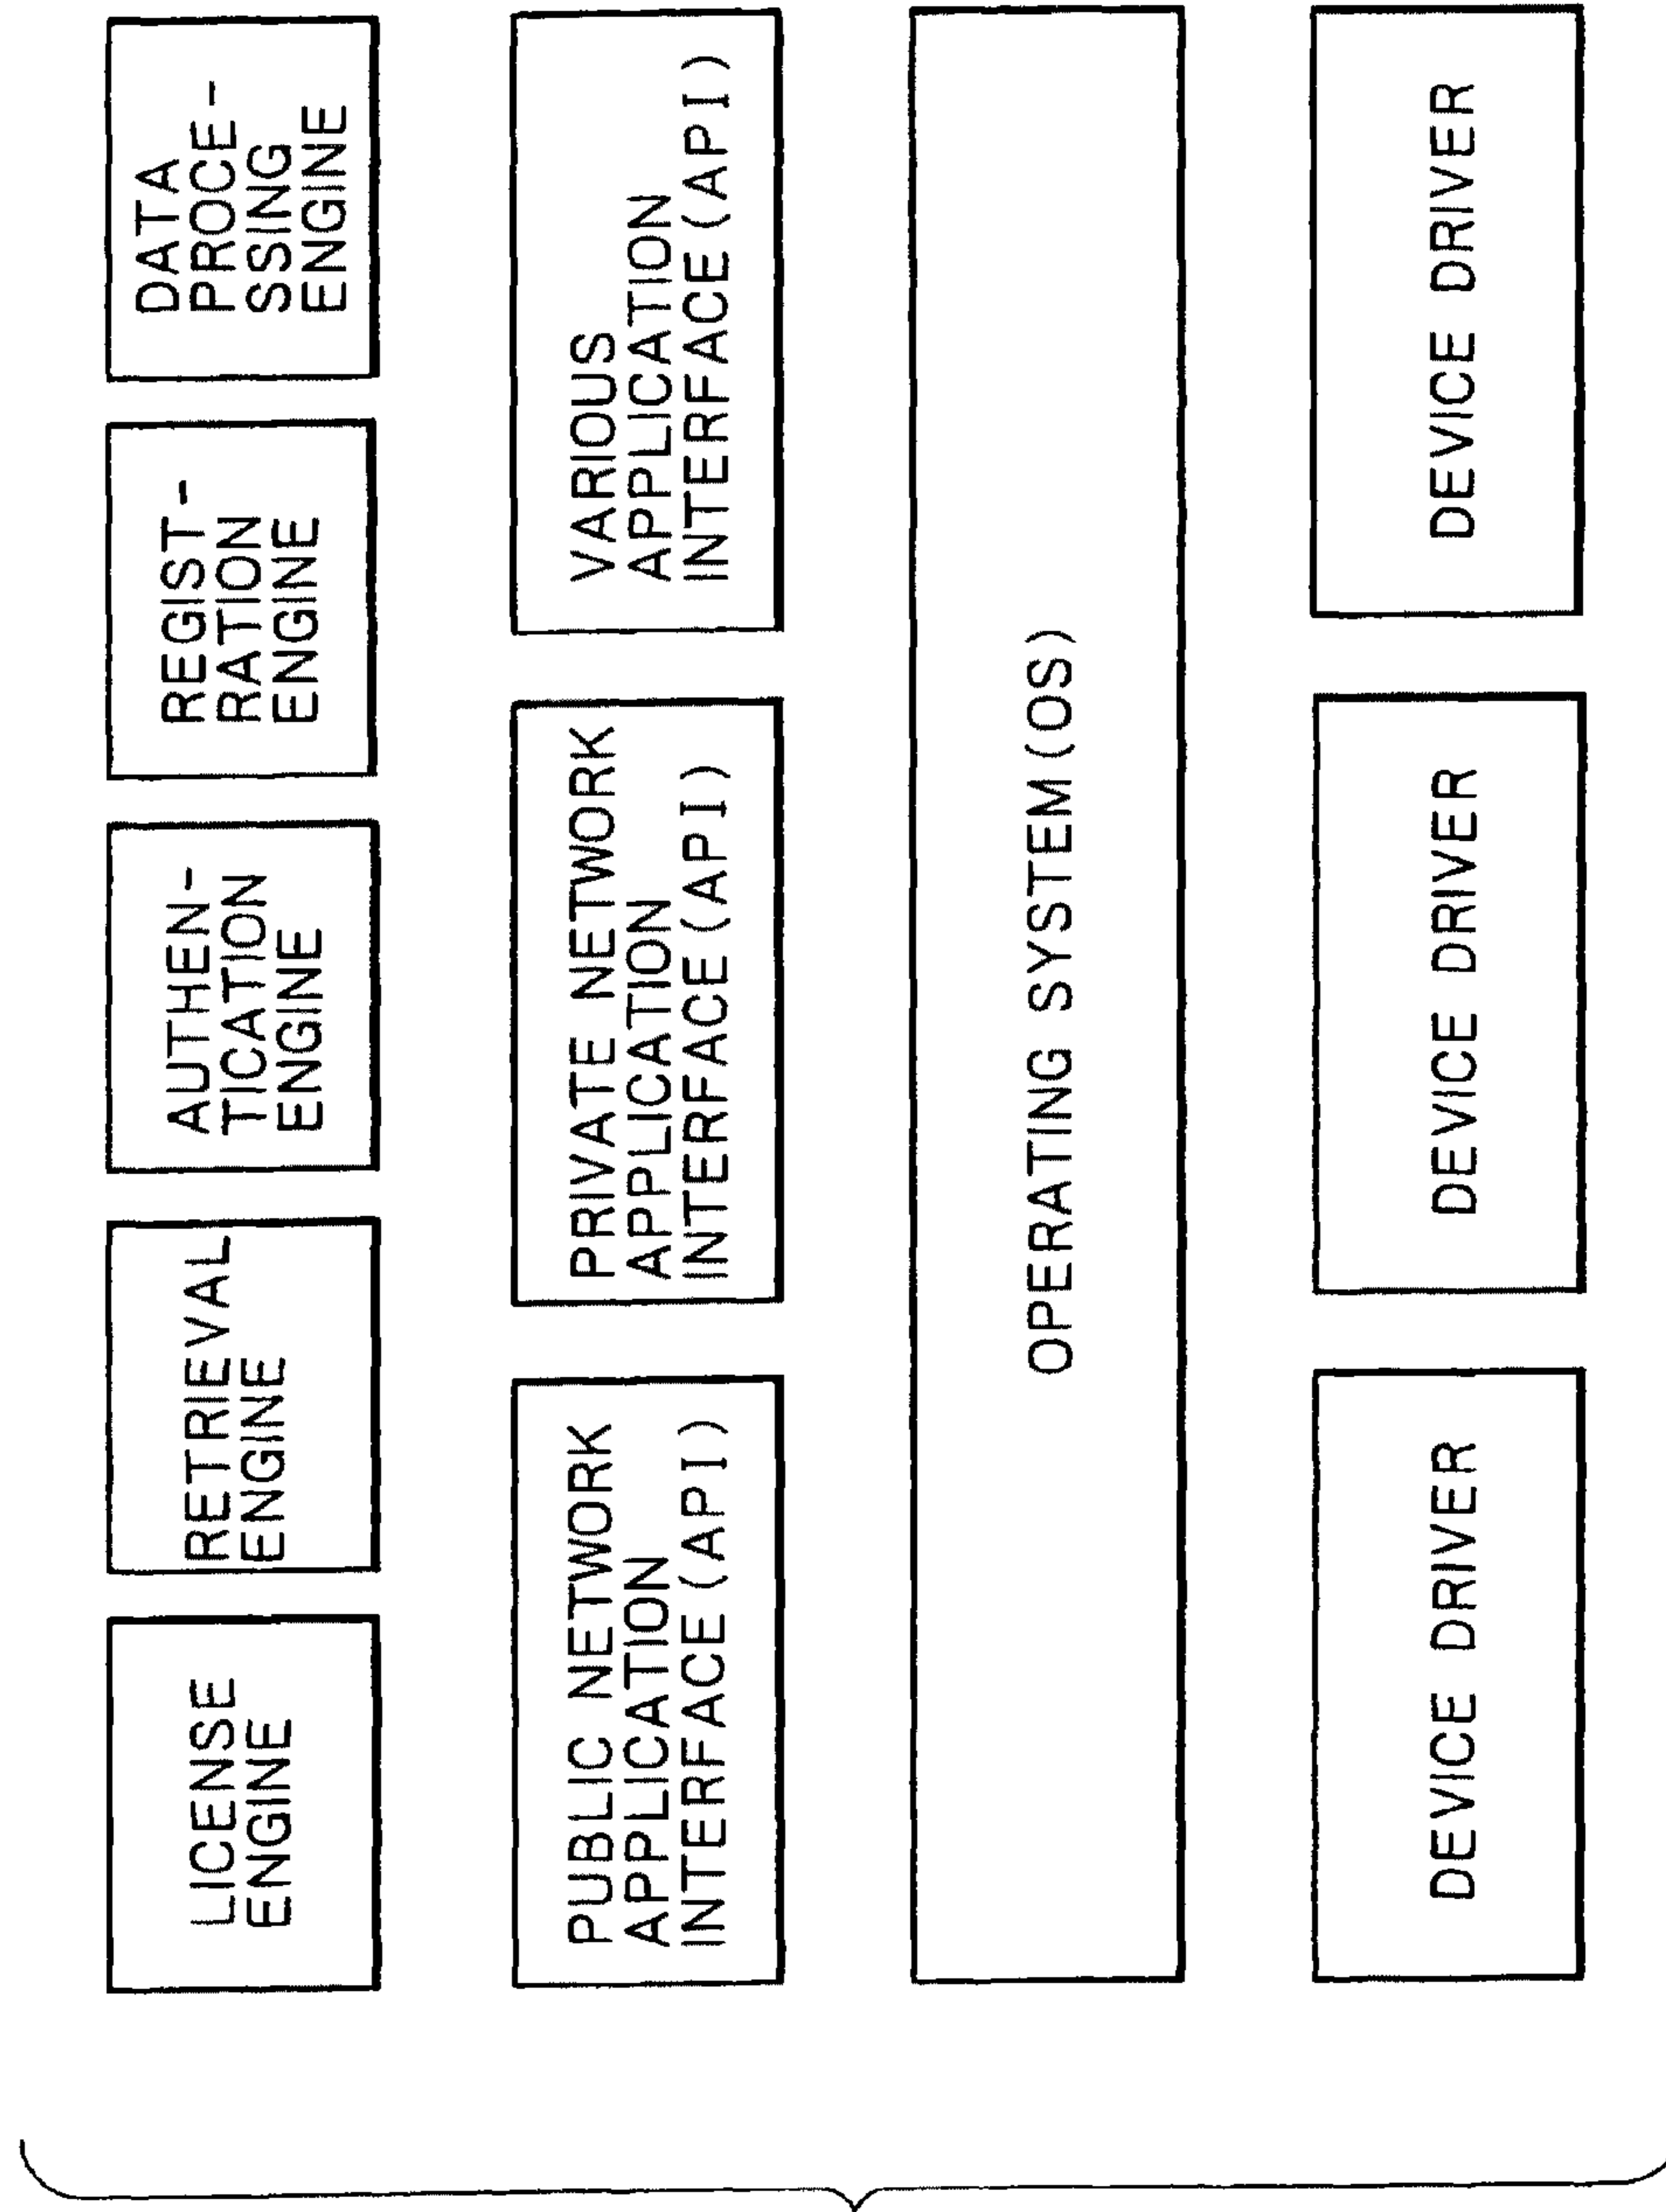 LICENSE
ENGINE
RETRIEVAL
ENGINE
AUTHEN-
TICATION
ENGINE
REGIST-
RATION
ENGINE
DATA
PROCE-
SSING
ENGINE
PUBLIC NETWORK
APPLICATION
INTERFACE(API)
PRIVATE NETWORK
APPLICATION
INTERFACE(API)
VARIOUS
APPLICATION
INTERFACE(API)
OPERATING SYSTEM(OS)
DEVICE DRIVER
DEVICE DRIVER
DEVICE DRIVER